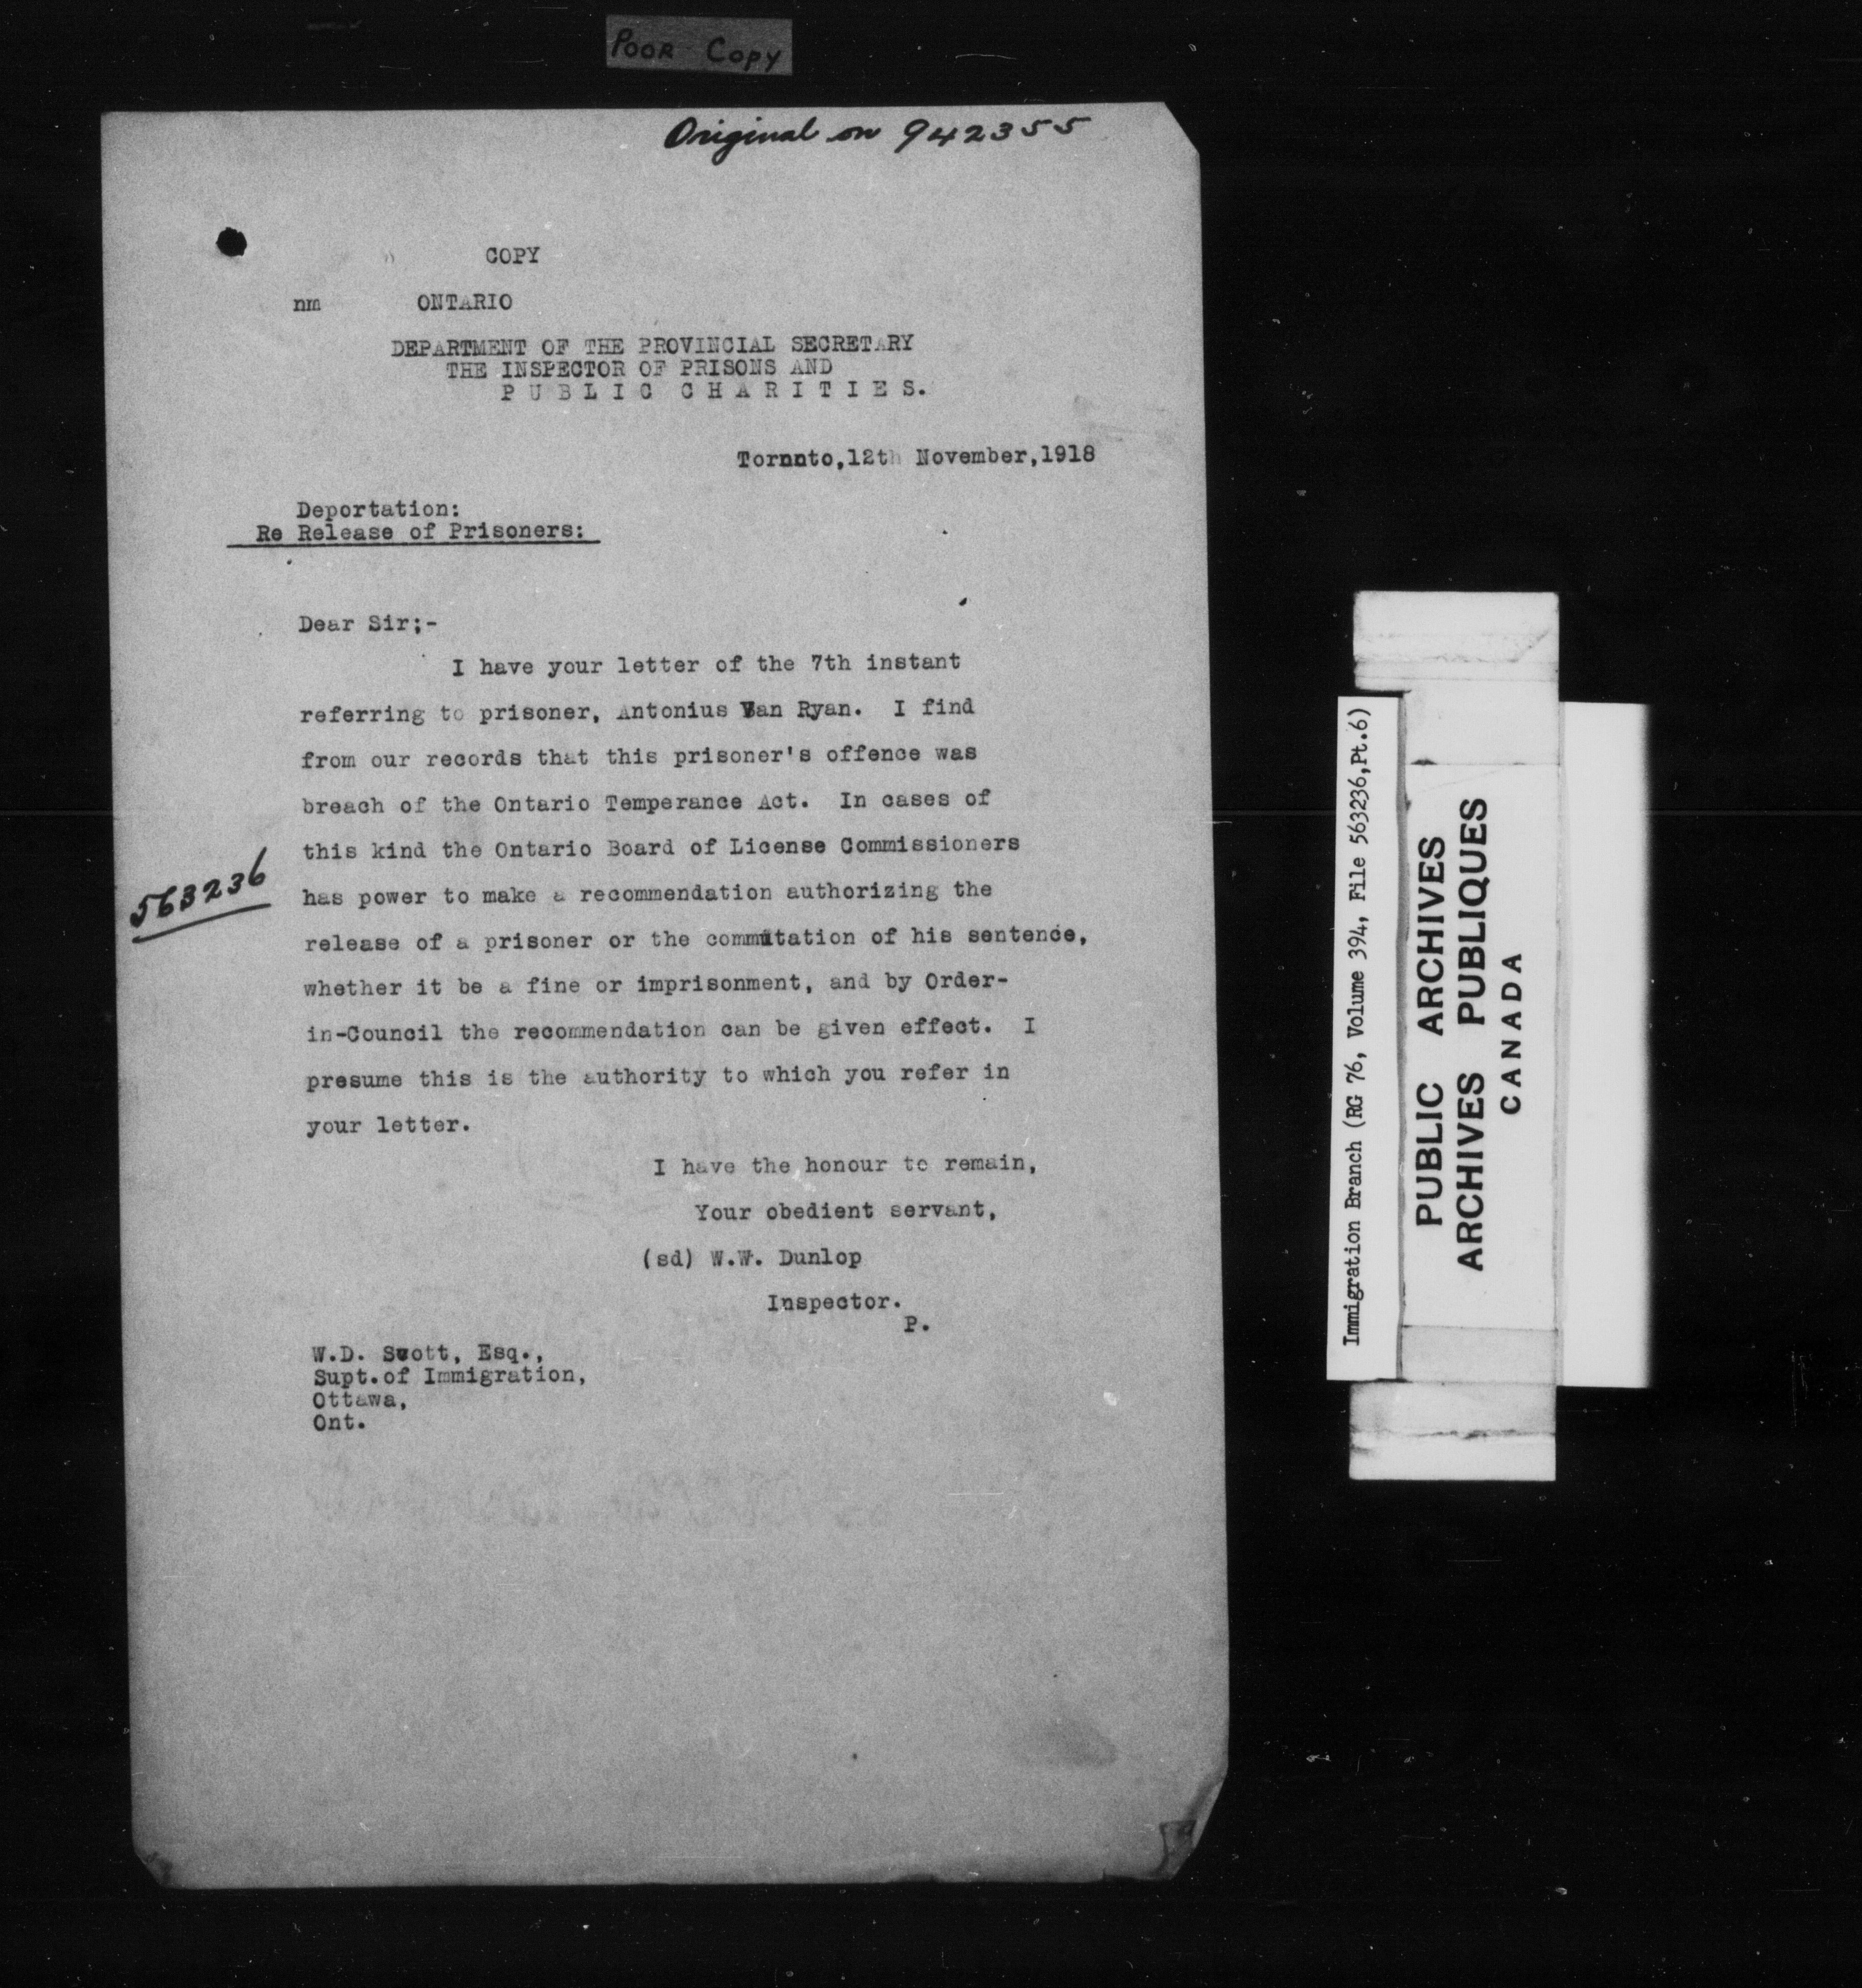 POOR COPY
Original on 942355
COPY
nm ONTARIO
DEPARTMENT OF THE PROVINCIAL SECRETARY
THE INSPECTOR OF PRISONS AND
PUBLIC CHARITIES.
Tornnto,12th November,1918
Deportation:
Re Release of Prisoners:
Dear Sir;-
I have your letter of the 7th instant
referring to prisoner, Antonius Van Ryan. I find
from our records that this prisoner's offence was
breach of the Ontario Temperance Act. In cases of
this kind the Ontario Board of License Commissioners
563236
has power to make a recommendation authorizing the
release of a prisoner or the commutation of his sentence,
whether it be a fine or imprisonment, and by Order-
in-Council the recommendation can be given effect. I
presume this is the authority to which you refer in
your letter.
I have the honour to remain,
Your obedient servant,
(sd) W.W. Dunlop
Inspector.
P.
W.D. Scott, Esq.,
Supt.of Immigration,
Ottawa,
Ont.
Immigration Branch (RG 76, Volume 394, File 563236,Pt.6)
PUBLIC ARCHIVES
ARCHIVES PUBLIQUES
CANADA